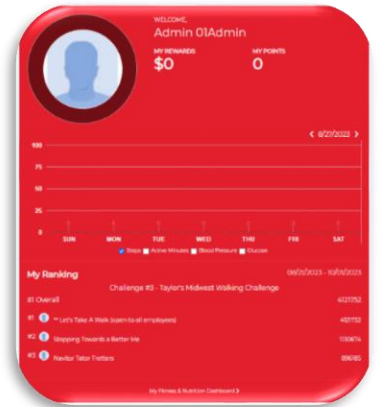 WELCOME,
Admin 01Admin
MY REWARDS MY POINTS
$0 0
< 8/27/2023 >
100
75
50
25
0
SUN MON TUE WED THU FRI SAT
Steps Active Minutes Blood Pressure Glucose
My Ranking
Challenge #3 - Taylor's Midwest Walking Challenge
#1 Overall
#1 ** Let's Take A Walk (open to all employees)
#2 Stepping Towards a Better Me
#3 Navitor Tator Trotters
My Fitness & Nutrition Dashboard >